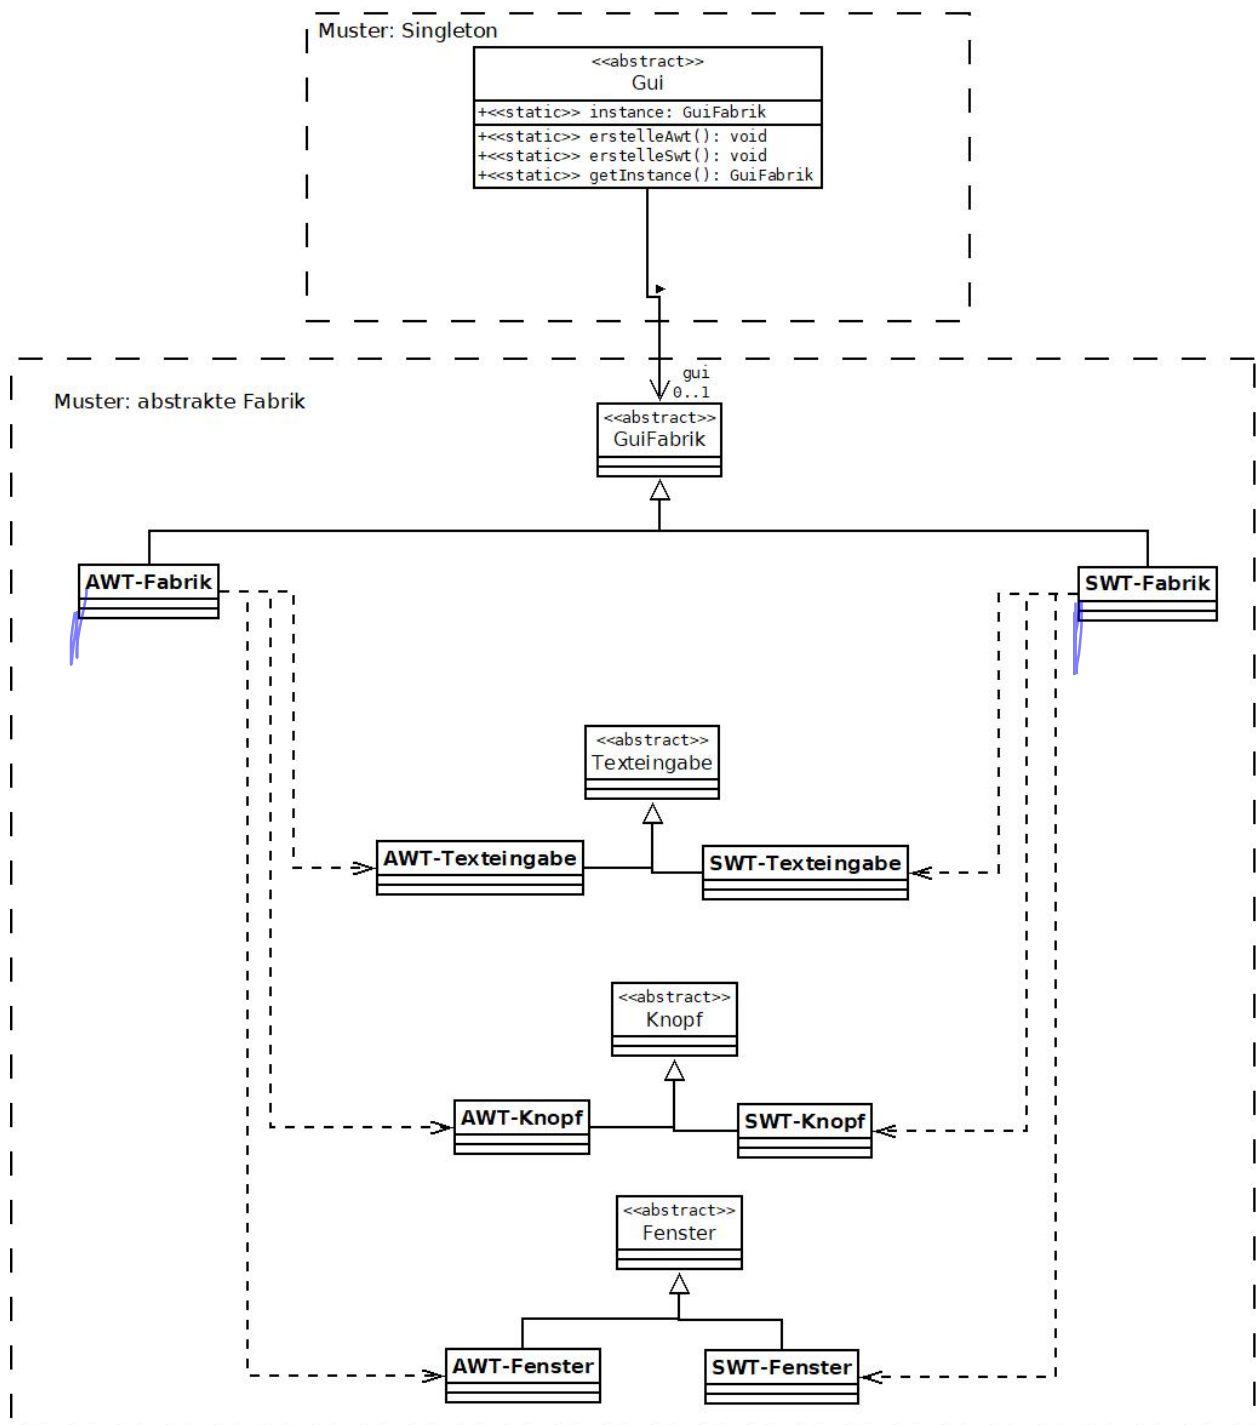 Muster: Singleton
<<abstract>>
Gui
+<<static>> instance: GuiFabrik
+<<static>> erstelleAwt(): void
+<<static>> erstelleSwt(): void
+<<static>> getInstance(): GuiFabrik
gui
0..1
Muster: abstrakte Fabrik
<<abstract>>
GuiFabrik
AWT-Fabrik
SWT-Fabrik
<<abstract>>
Texteingabe
AWT-Texteingabe
SWT-Texteingabe
<<abstract>>
Knopf
AWT-Knopf
SWT-Knopf
<<abstract>>
Fenster
AWT-Fenster
SWT-Fenster